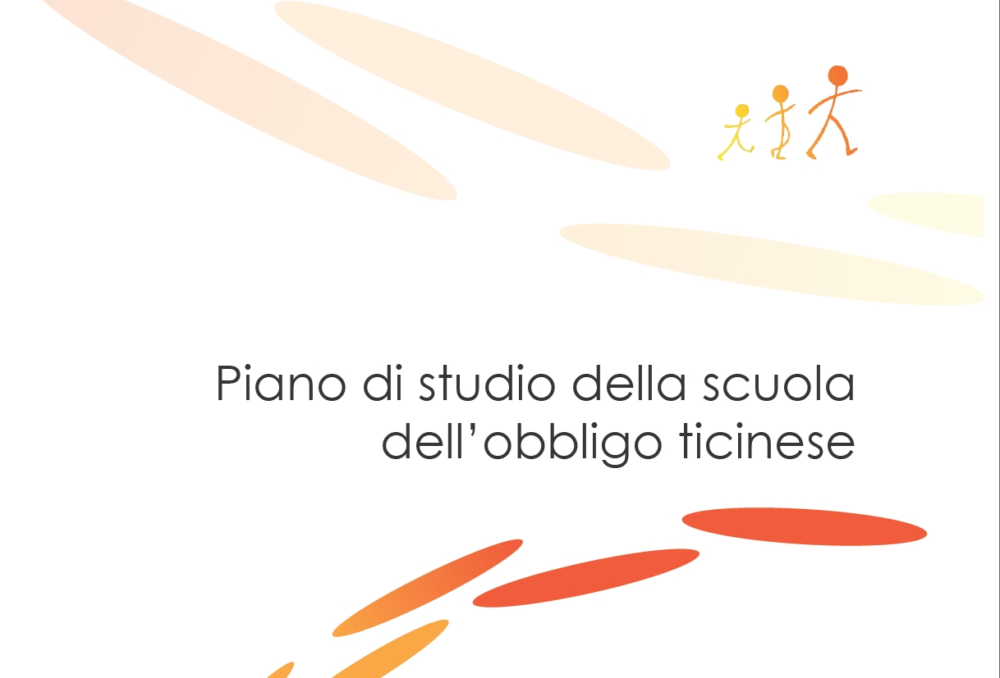 Piano di studio della scuola
dell’obbligo ticinese